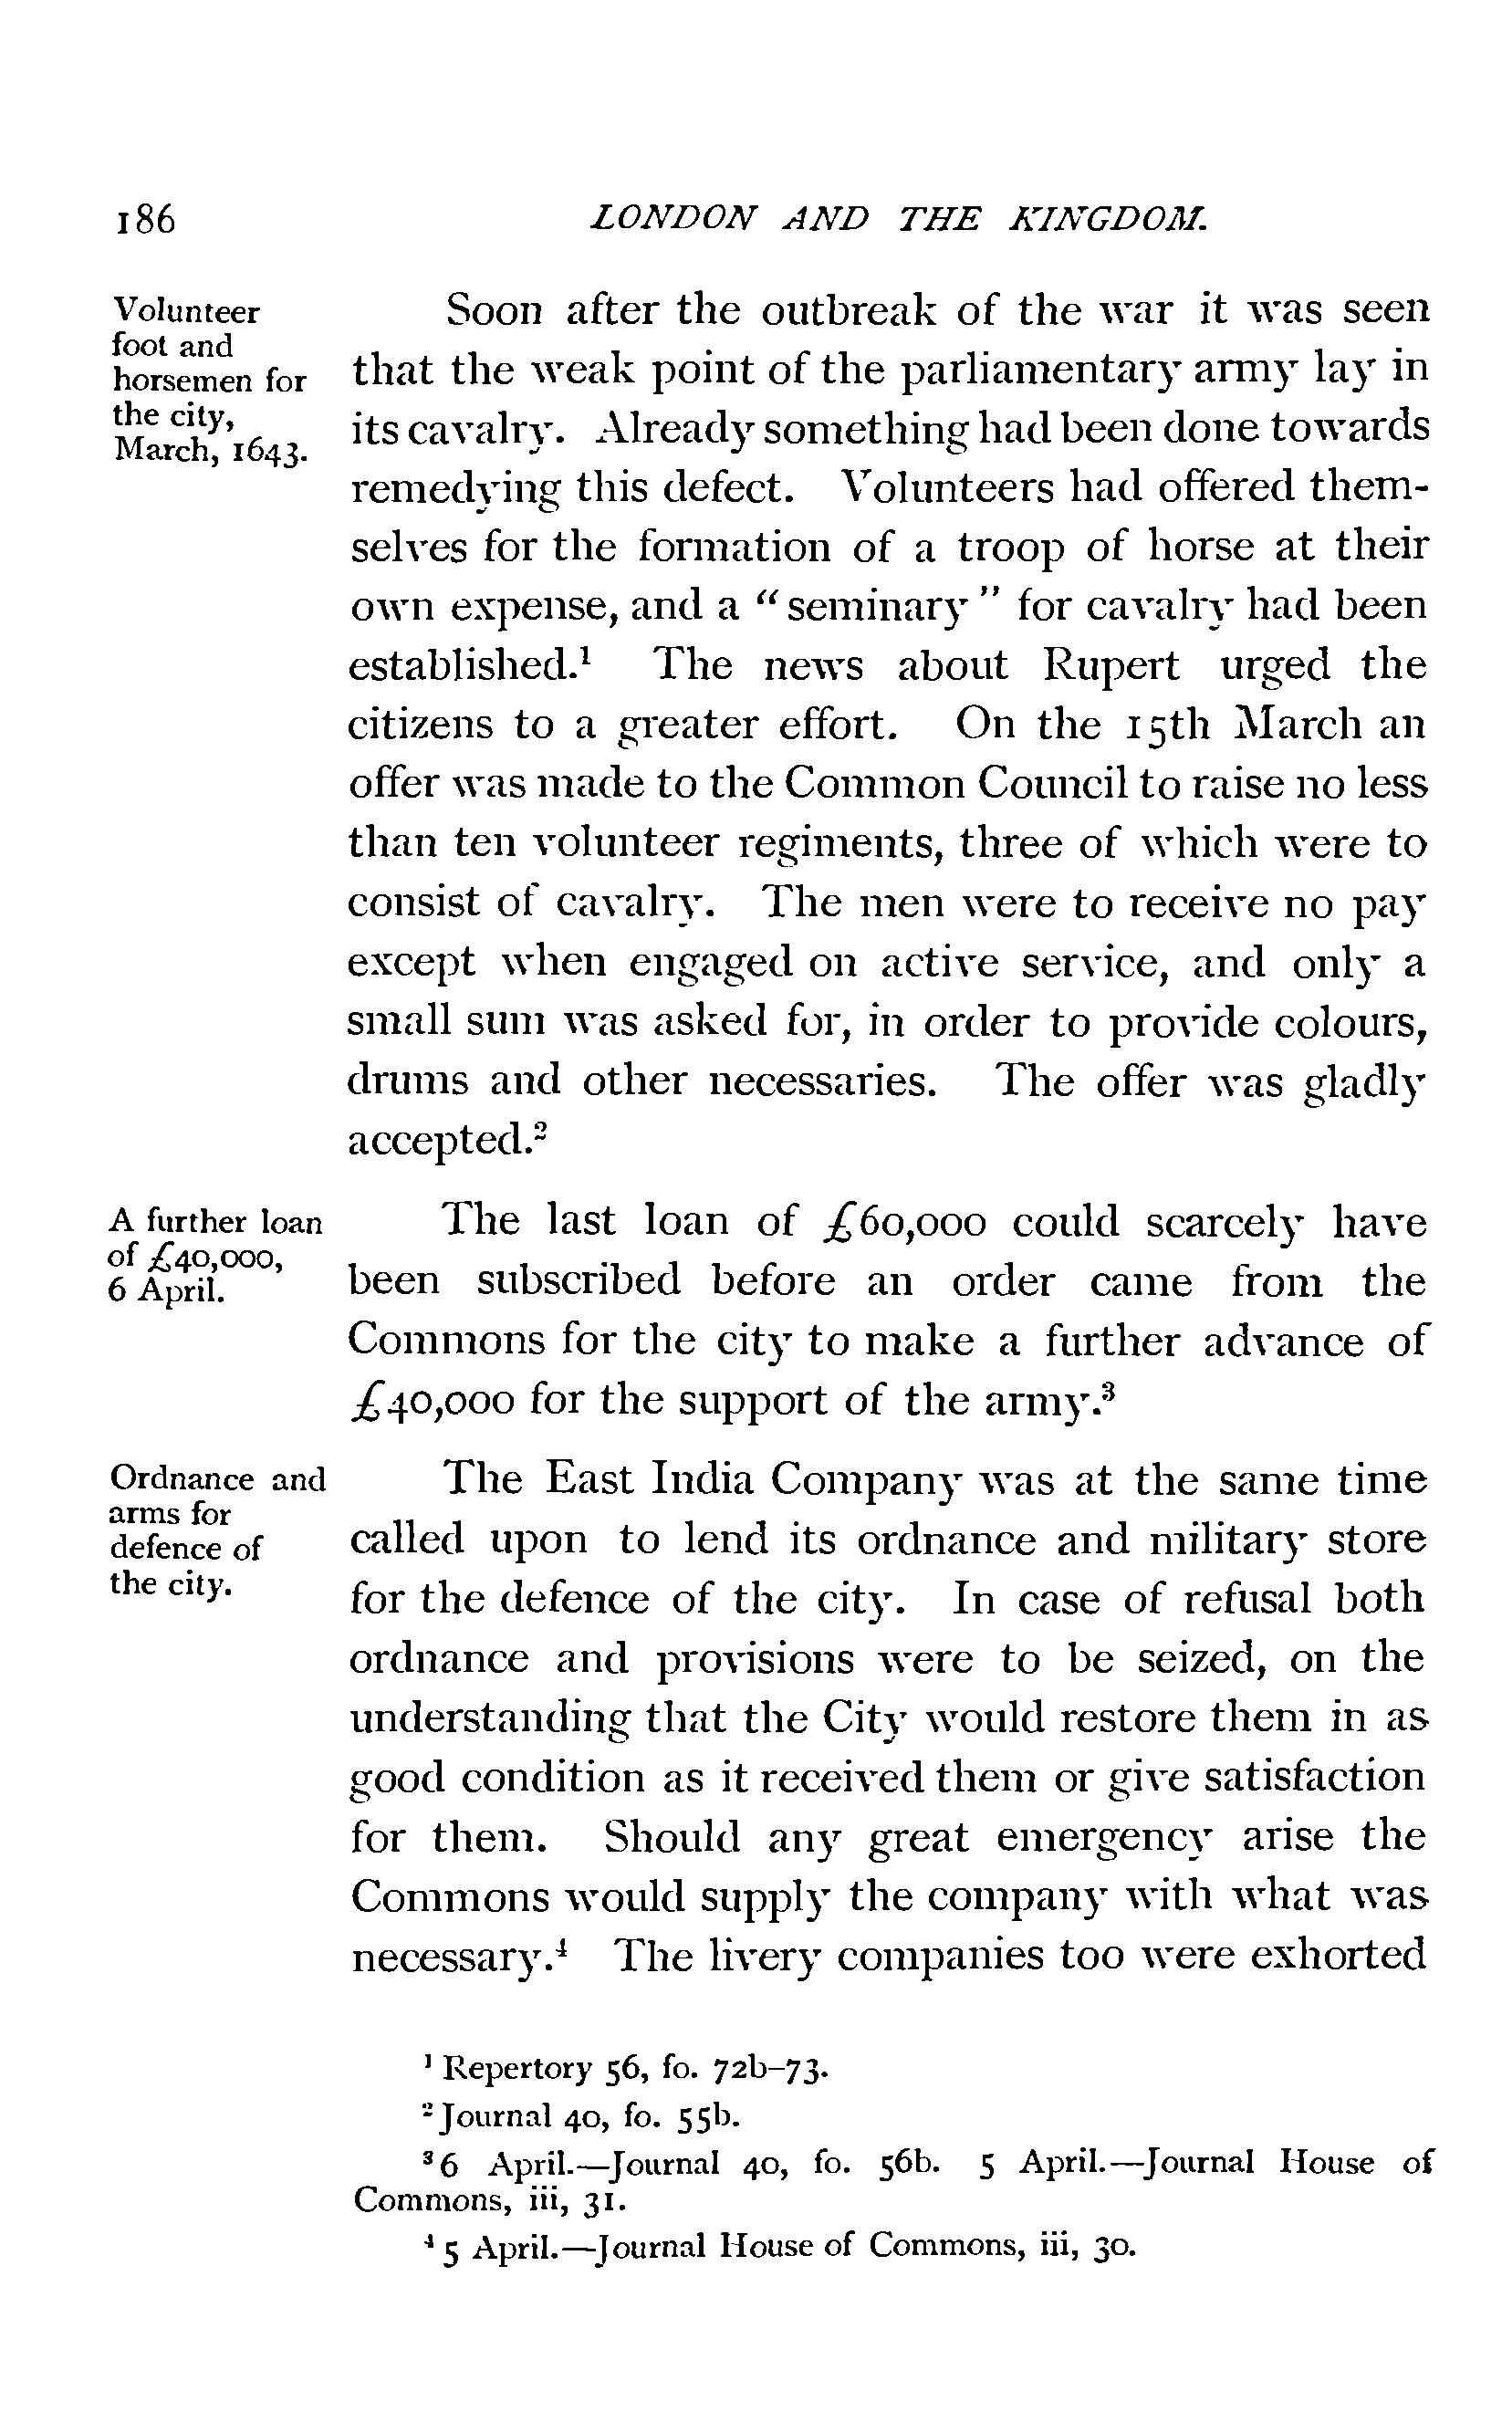 186 LONDON AND THE KINGDOM.
Volunteer
foot and
horsemen for
the city,
March, 1643.
Soon after the outbreak of the war it was seen
that the weak point of the parliamentary army lay in
its cavalry. Already something had been done towards
remedying this defect. Volunteers had offered them-
selves for the formation of a troop of horse at their
own expense, and a “seminary” for cavalry had been
established.¹ The news about Rupert urged the
citizens to a greater effort. On the 15th March an
offer was made to the Common Council to raise no less
than ten volunteer regiments, three of which were to
consist of cavalry. The men were to receive no pay
except when engaged on active service, and only a
small sum was asked for, in order to provide colours,
drums and other necessaries. The offer was gladly
accepted.²
A further loan
of £40,000,
6 April.
The last loan of £60,000 could scarcely have
been subscribed before an order came from the
Commons for the city to make a further advance of
£40,000 for the support of the army.³
Ordnance and
arms for
defence of
the city.
The East India Company was at the same time
called upon to lend its ordnance and military store
for the defence of the city. In case of refusal both
ordnance and provisions were to be seized, on the
understanding that the City would restore them in as
good condition as it received them or give satisfaction
for them. Should any great emergency arise the
Commons would supply the company with what was
necessary.⁴ The livery companies too were exhorted
¹ Repertory 56, fo. 72b–73.
² Journal 40, fo. 55b.
³ 6 April.—Journal 40, fo. 56b. 5 April.—Journal House of
Commons, iii, 31.
⁴ 5 April.—Journal House of Commons, iii, 30.